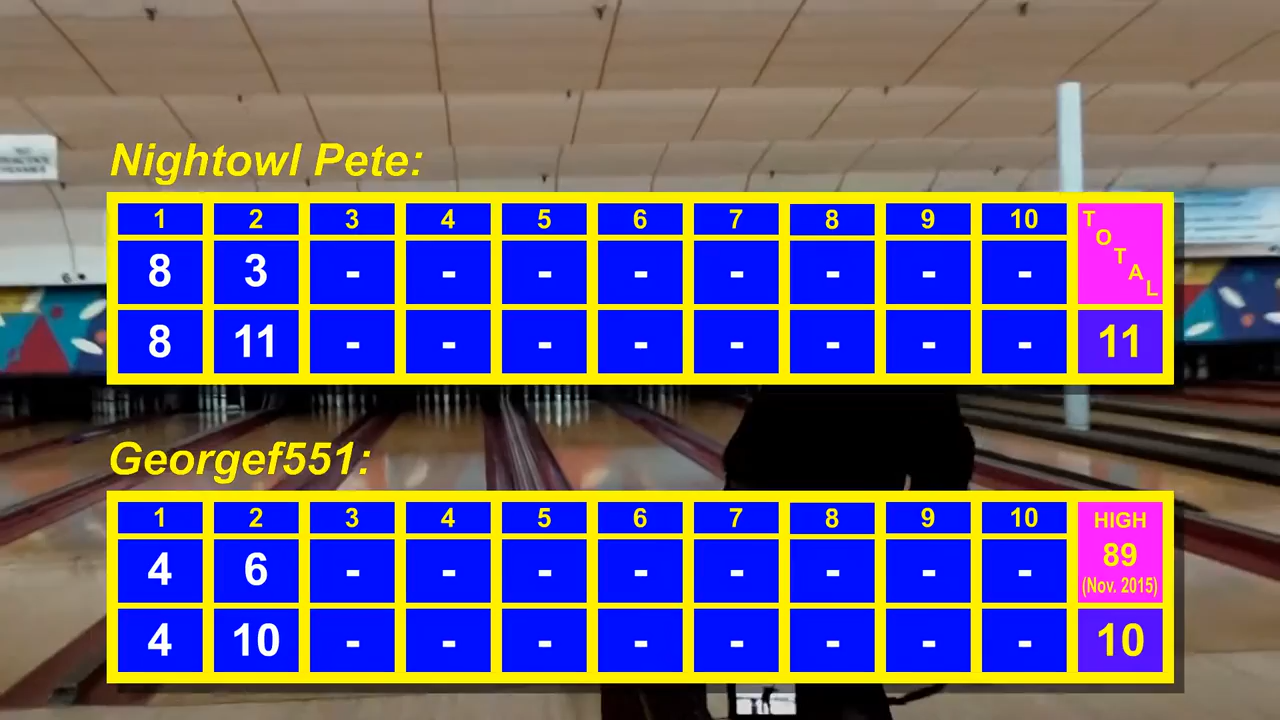 Nightowl Pete:
1 2 3 4 5 6 7 8 9 10 TOTAL
8 3 - - - - - - - -
8 11 - - - - - - - - 11
Georgef551:
1 2 3 4 5 6 7 8 9 10 HIGH
89
(Nov. 2015)
4 6 - - - - - - - -
4 10 - - - - - - - - 10